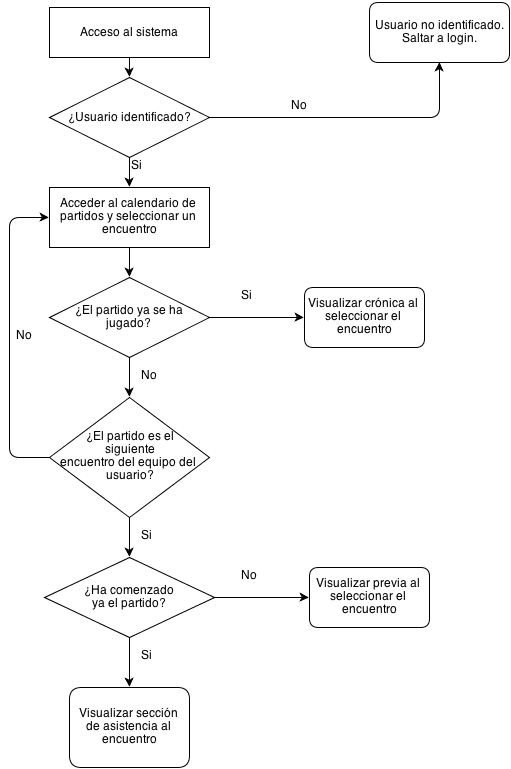 Acceso al sistema
Usuario no identificado.
Saltar a login.
¿Usuario identificado?
No
Si
Acceder al calendario de
partidos y seleccionar un
encuentro
¿El partido ya se ha
jugado?
Si
Visualizar crónica al
seleccionar el
encuentro
No
No
¿El partido es el
siguiente
encuentro del equipo del
usuario?
Si
¿Ha comenzado
ya el partido?
No
Visualizar previa al
seleccionar el
encuentro
Si
Visualizar sección
de asistencia al
encuentro